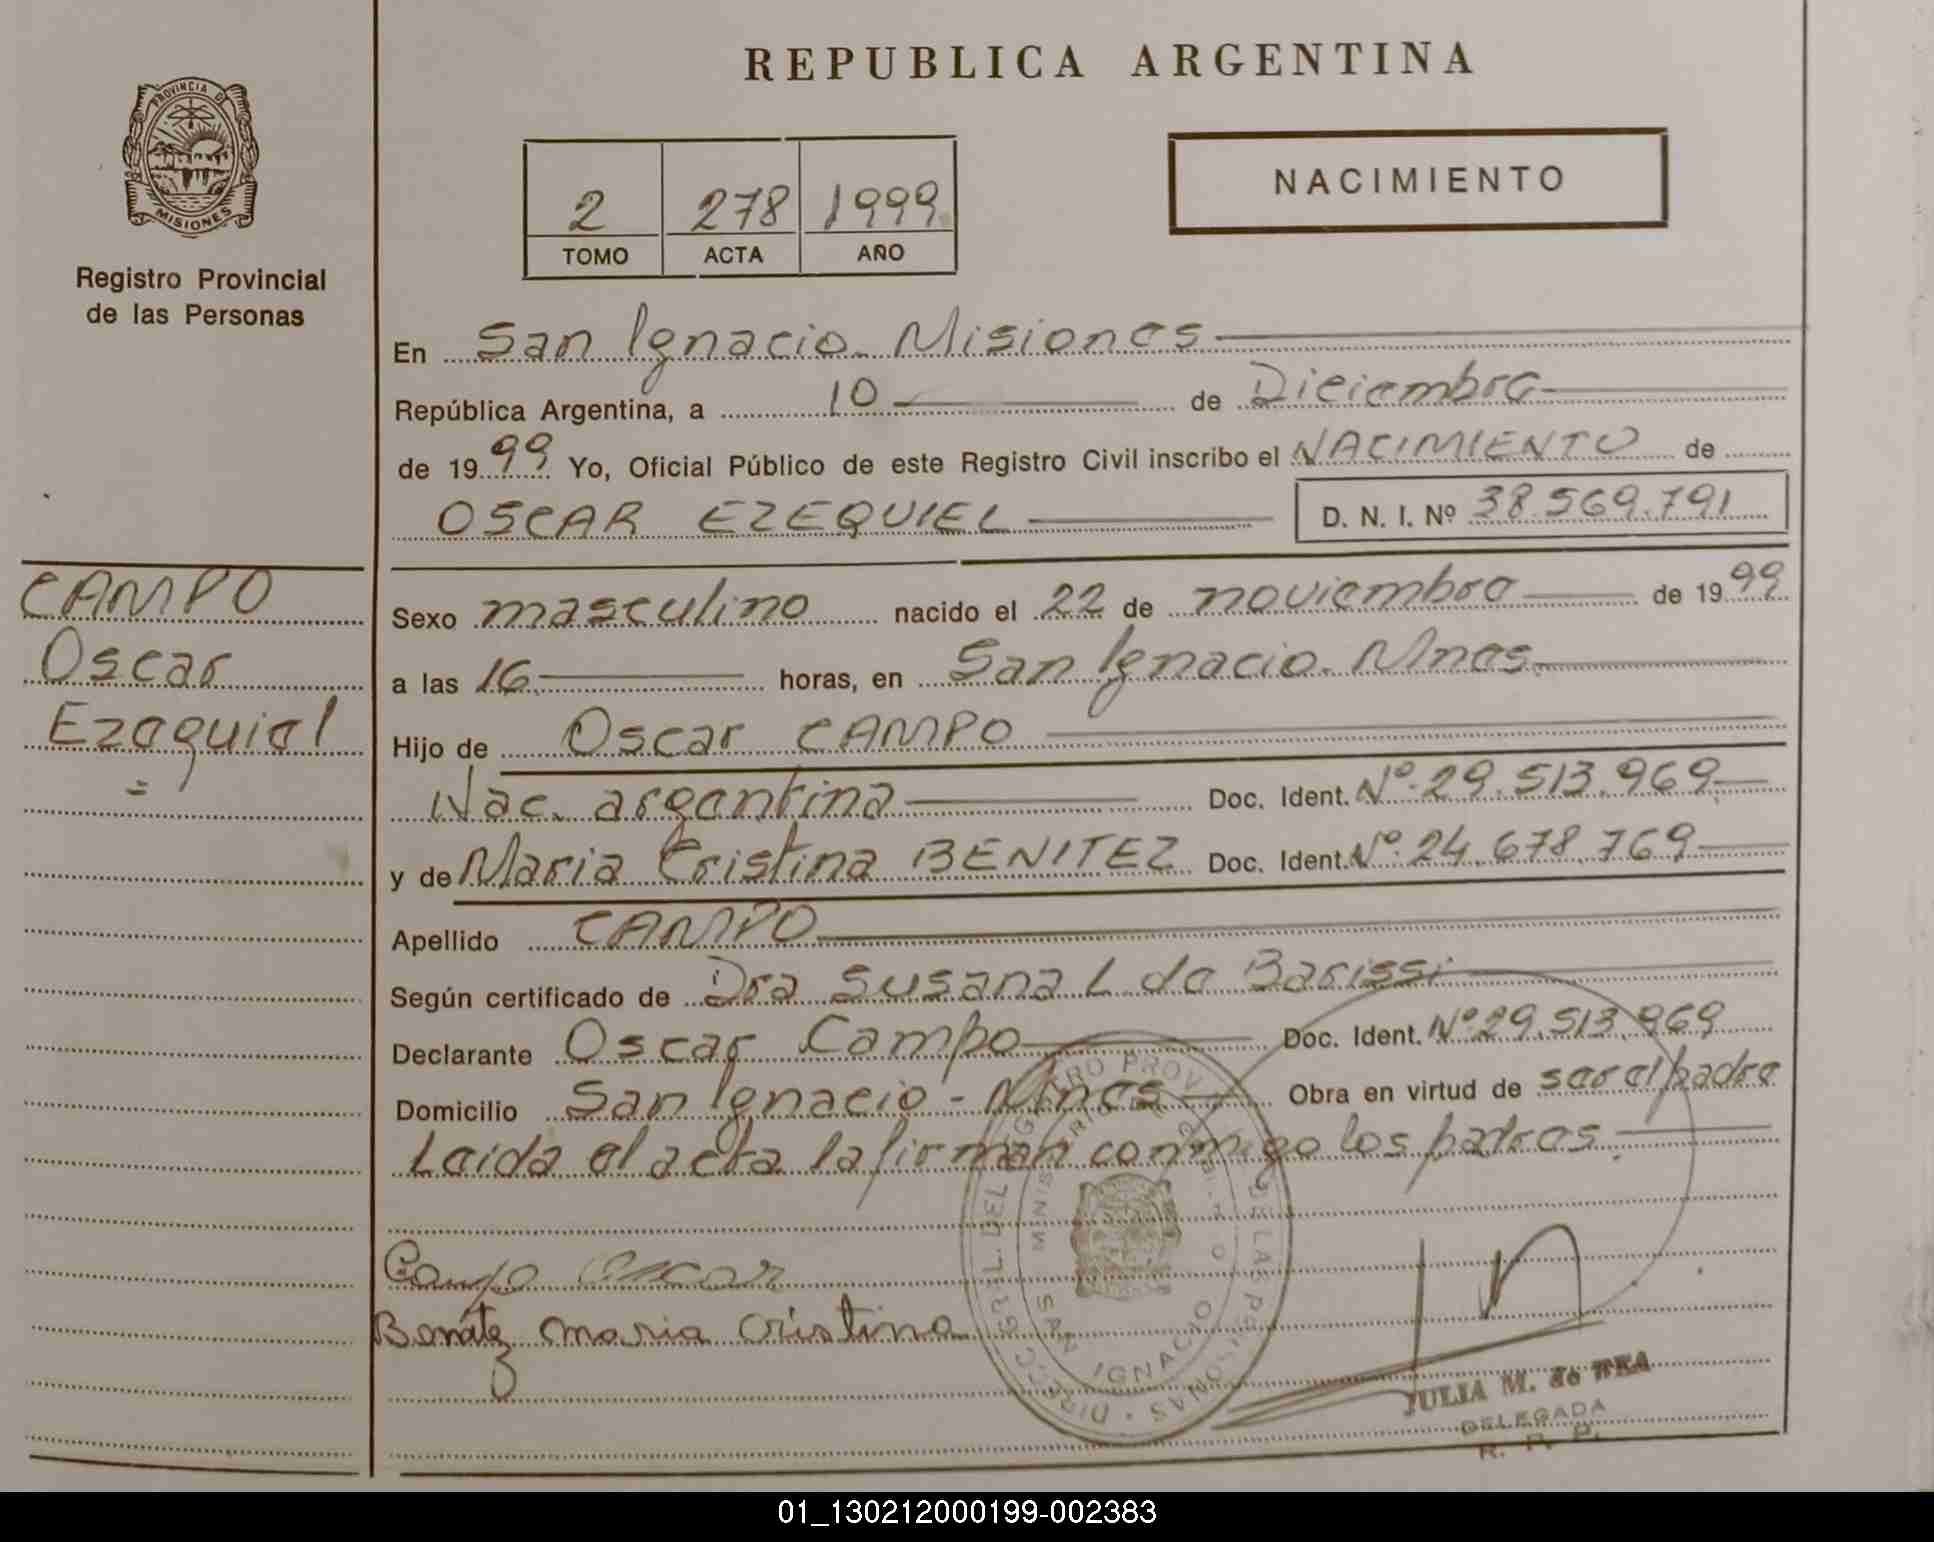 PROVINCIA DE
MISIONES
Registro Provincial
de las Personas
CAMPO
Oscar
Ezequiel
=
REPUBLICA ARGENTINA
NACIMIENTO
2 278 1999
TOMO ACTA AÑO
En San Ignacio. Misiones
República Argentina, a 10 de Diciembre
de 1999 Yo, Oficial Público de este Registro Civil inscribo el NACIMIENTO de
OSCAR EZEQUIEL D. N. I. Nº 38.569.791
Sexo masculino nacido el 22 de noviembre de 1999
a las 16 horas, en San Ignacio. Mnes.
Hijo de Oscar CAMPO
Nac. argentina Doc. Ident. Nº 29.513.969
y de Maria Cristina BENITEZ Doc. Ident. Nº 24.678.769
Apellido CAMPO
Según certificado de Dra Susana L de Barissi
Declarante Oscar Campo Doc. Ident. Nº 29.513.969
Domicilio San Ignacio - Mnes Obra en virtud de ser el padre
Leida el acta la firman conmigo los padres.
Campo Oscar
Benitez maria cristina
SAN IGNACIO
JULIA M. de
DELEGADA
R. P. P.
01_130212000199-002383